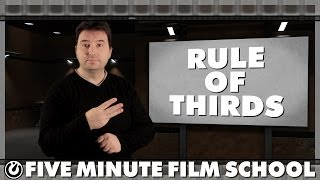 RULE
OF
THIRDS
FIVE MINUTE FILM SCHOOL